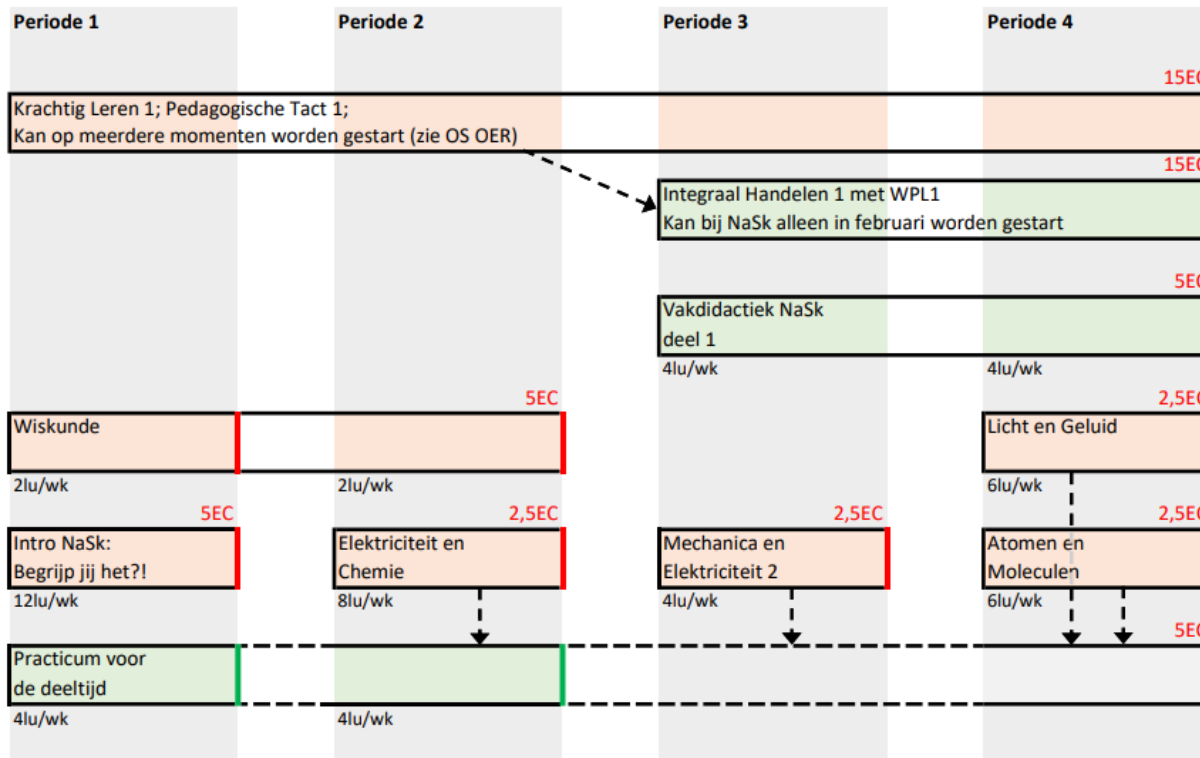 Periode 1
Periode 2
Periode 3
Periode 4
15EC
Krachtig Leren 1; Pedagogische Tact 1;
Kan op meerdere momenten worden gestart (zie OS OER)
15EC
Integraal Handelen 1 met WPL1
Kan bij NaSk alleen in februari worden gestart
5EC
Vakdidactiek NaSk
deel 1
4lu/wk
4lu/wk
5EC
2,5EC
Wiskunde
Licht en Geluid
2lu/wk
2lu/wk
6lu/wk
5EC
2,5EC
2,5EC
2,5EC
Intro NaSk:
Begrijp jij het?!
Elektriciteit en
Chemie
Mechanica en
Elektriciteit 2
Atomen en
Moleculen
12lu/wk
8lu/wk
4lu/wk
6lu/wk
5EC
Practicum voor
de deeltijd
4lu/wk
4lu/wk